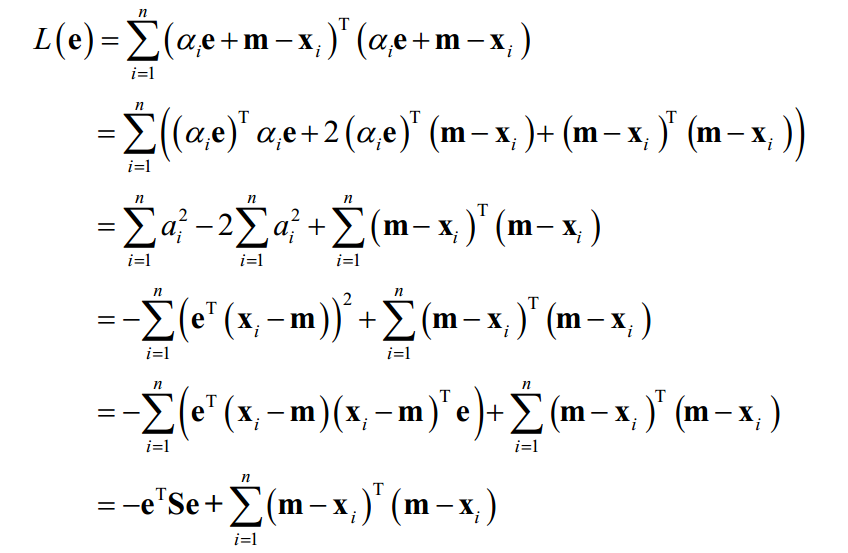 L(e) = ∑_{i=1}^{n} (α_i e + m − x_i)^T (α_i e + m − x_i)
= ∑_{i=1}^{n} ((α_i e)^T α_i e + 2(α_i e)^T (m − x_i) + (m − x_i)^T (m − x_i))
= ∑_{i=1}^{n} a_i^2 − 2∑_{i=1}^{n} a_i^2 + ∑_{i=1}^{n} (m − x_i)^T (m − x_i)
= −∑_{i=1}^{n} (e^T (x_i − m))^2 + ∑_{i=1}^{n} (m − x_i)^T (m − x_i)
= −∑_{i=1}^{n} (e^T (x_i − m)(x_i − m)^T e) + ∑_{i=1}^{n} (m − x_i)^T (m − x_i)
= −e^T Se + ∑_{i=1}^{n} (m − x_i)^T (m − x_i)